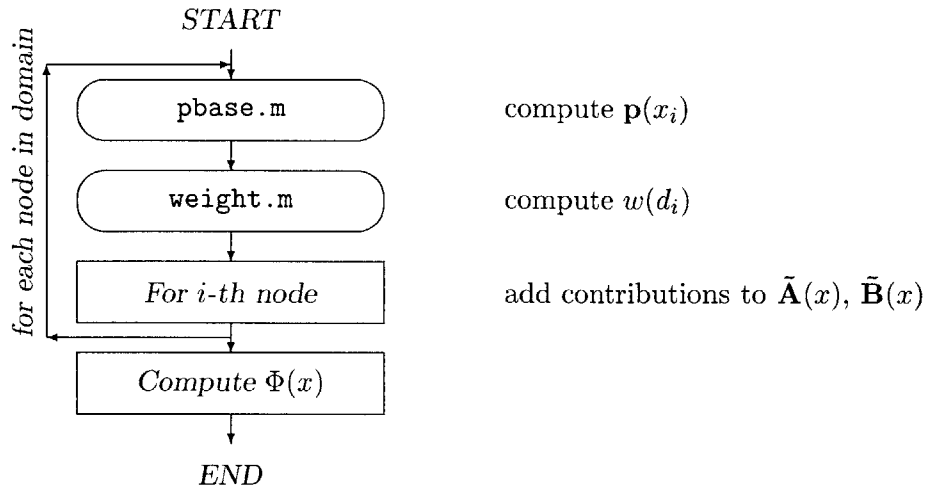 START
for each node in domain
pbase.m
compute p(x_i)
weight.m
compute w(d_i)
For i-th node
add contributions to Ã(x), B̃(x)
Compute Φ(x)
END